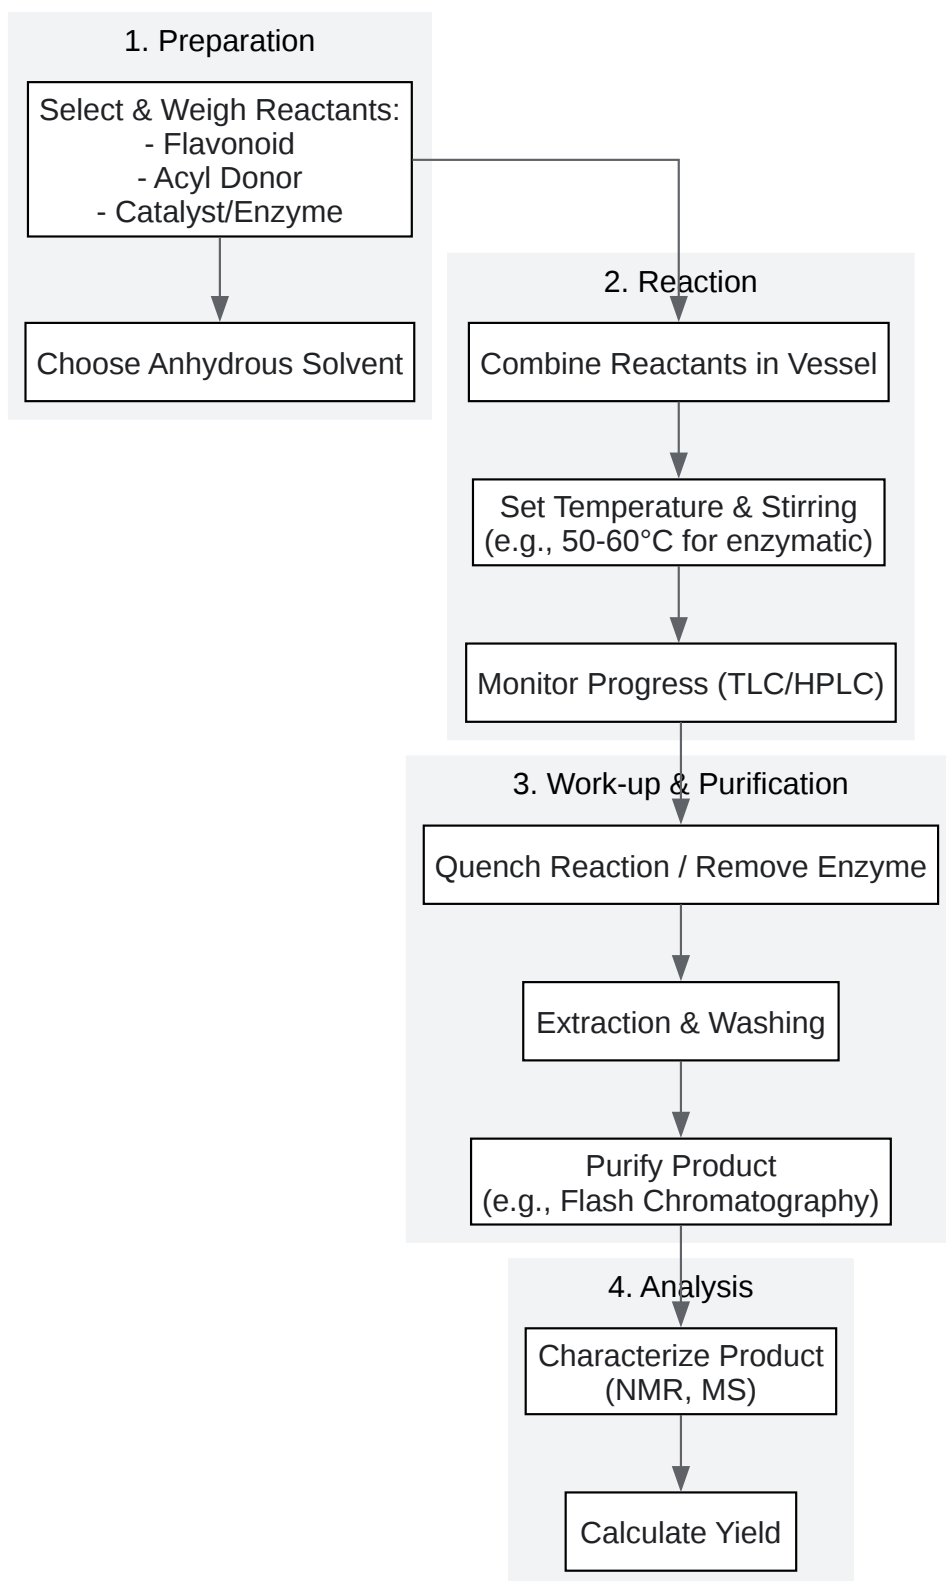 1. Preparation
Select & Weigh Reactants:
- Flavonoid
- Acyl Donor
- Catalyst/Enzyme
Choose Anhydrous Solvent
2. Reaction
Combine Reactants in Vessel
Set Temperature & Stirring
(e.g., 50-60°C for enzymatic)
Monitor Progress (TLC/HPLC)
3. Work-up & Purification
Quench Reaction / Remove Enzyme
Extraction & Washing
Purify Product
(e.g., Flash Chromatography)
4. Analysis
Characterize Product
(NMR, MS)
Calculate Yield